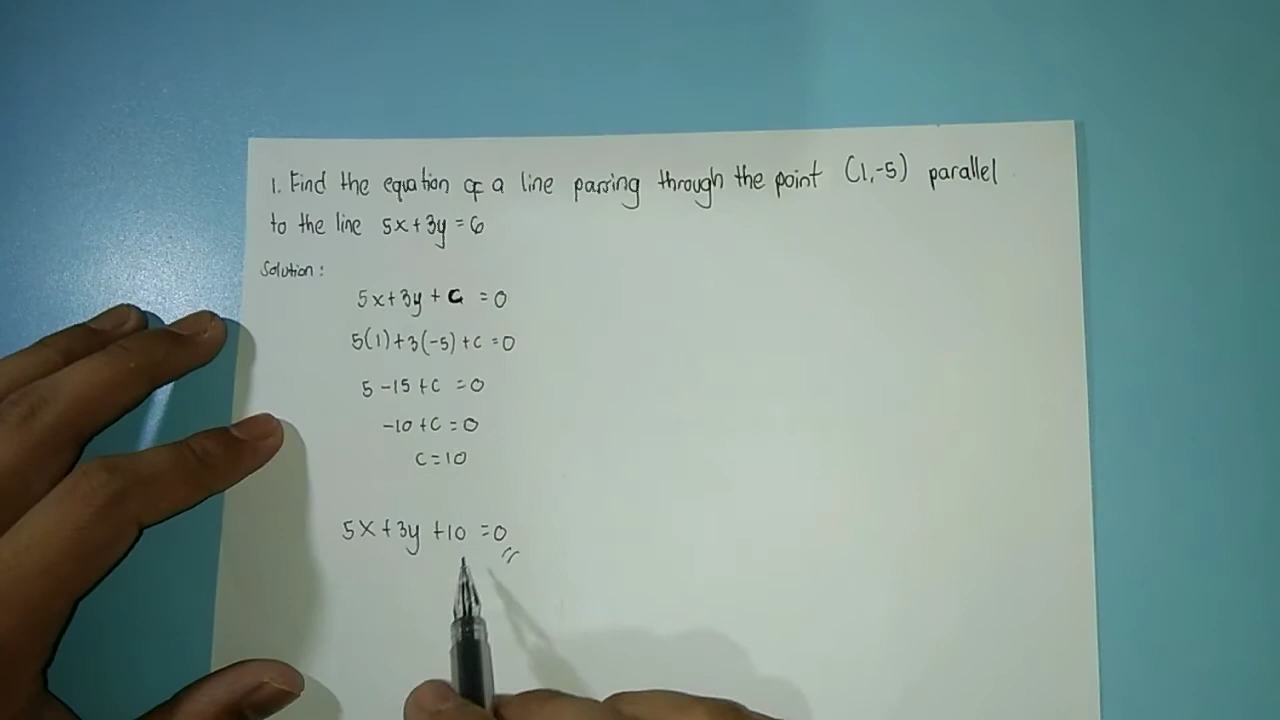 1. Find the equation of a line passing through the point (1,-5) parallel
to the line 5x+3y=6
Solution:
5x+3y+C=0
5(1)+3(-5)+C=0
5-15+C=0
-10+C=0
C=10
5x+3y+10=0